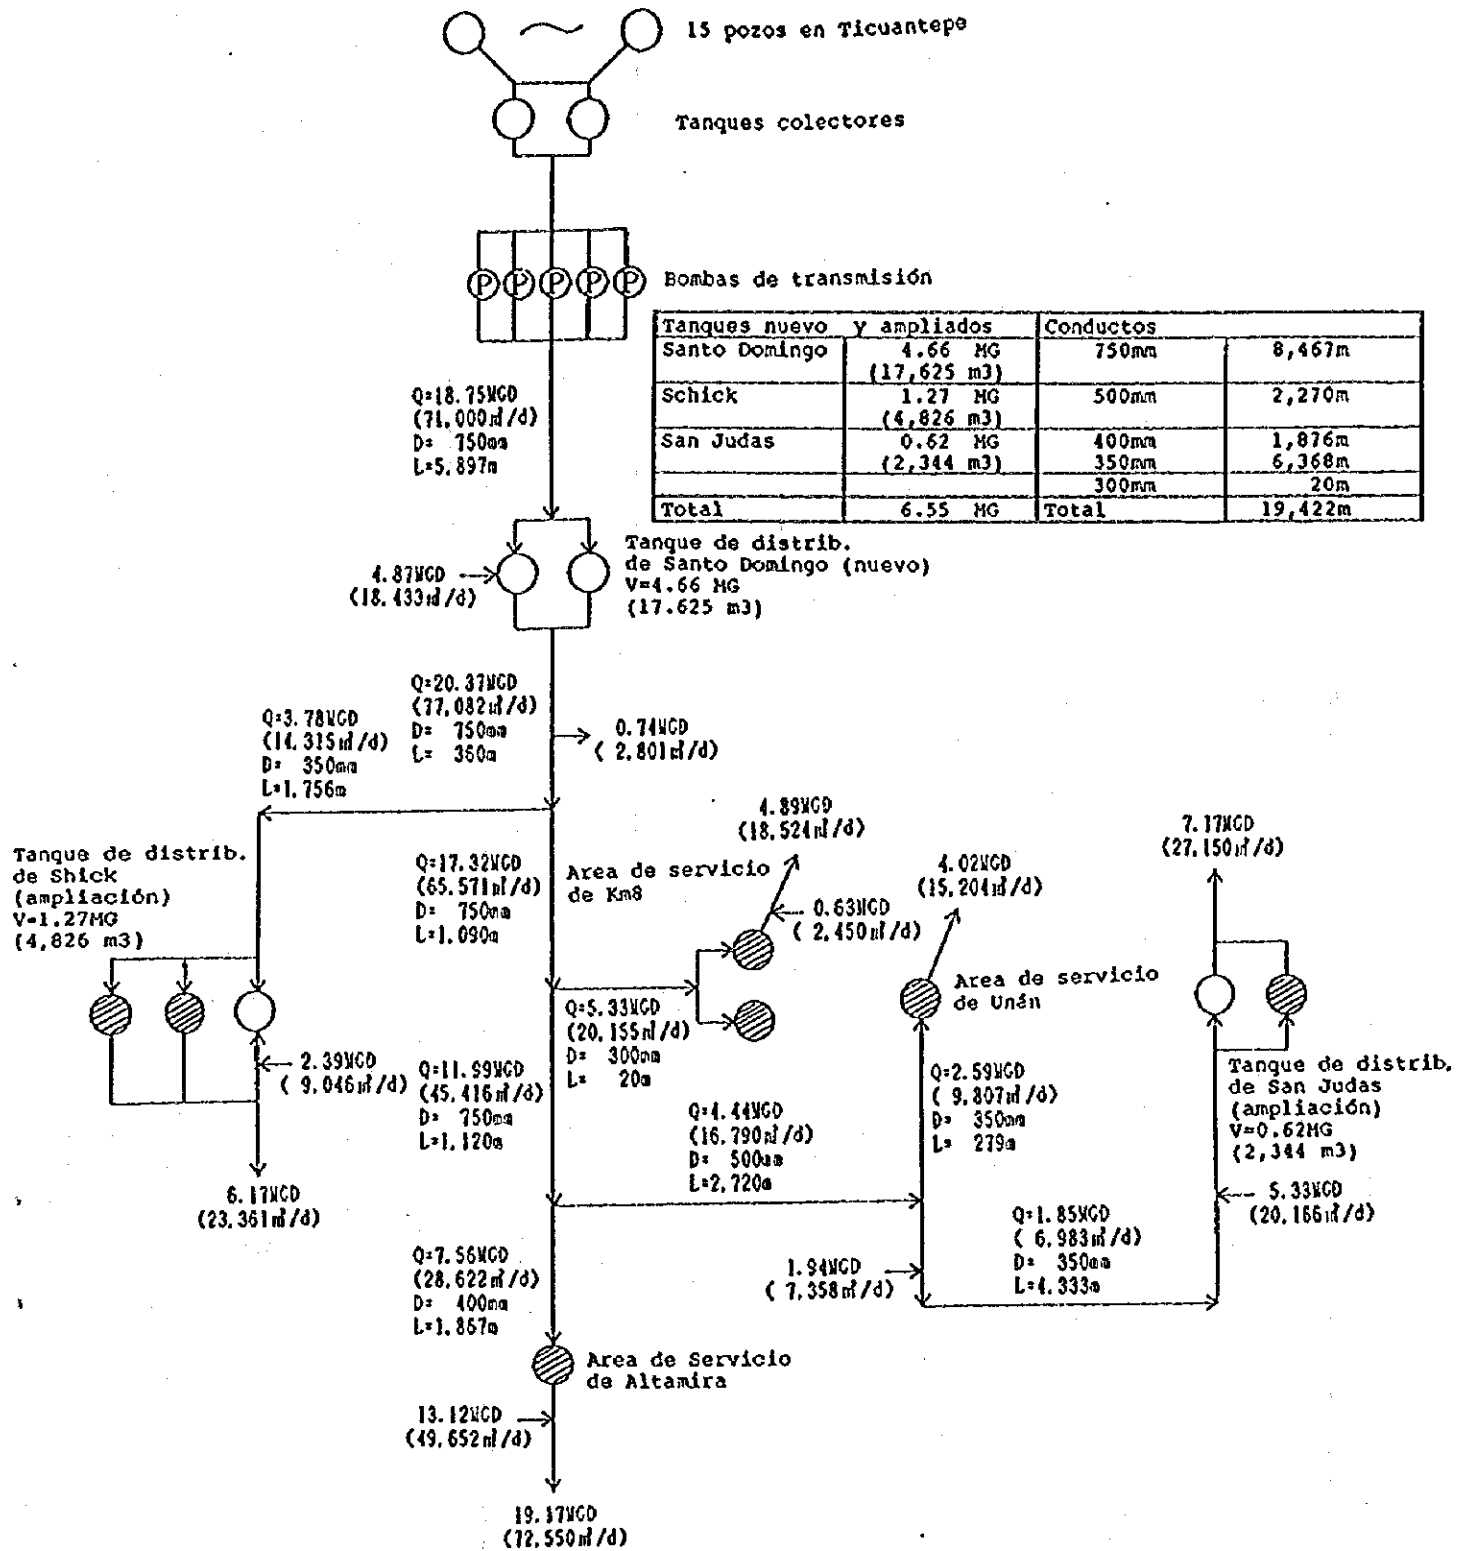 15 pozos en Ticuantepe
Tanques colectores
P P P P P
Bombas de transmisión
Tanques nuevo y ampliados Conductos
Santo Domingo 4.66 MG 750mm 8,467m
(17,625 m3)
Schick 1.27 MG 500mm 2,270m
(4,826 m3)
San Judas 0.62 MG 400mm 1,876m
(2,344 m3) 350mm 6,368m
300mm 20m
Total 6.55 MG Total 19,422m
Q=18.75MGD
(71,000㎥/d)
D= 750mm
L=5,897m
Tanque de distrib.
de Santo Domingo (nuevo)
V=4.66 MG
(17.625 m3)
4.87MGD
(18.433㎥/d)
Q=20.37MGD
(77,082㎥/d)
D= 750mm
L= 360m
0.74MGD
( 2.801㎥/d)
Q=3.78MGD
(14.315㎥/d)
D= 350mm
L=1.756m
Tanque de distrib.
de Shick
(ampliación)
V=1.27MG
(4,826 m3)
2.39MGD
( 9.046㎥/d)
6.17MGD
(23.361㎥/d)
Q=17.32MGD
(65.571㎥/d)
D= 750mm
L=1.090m
Area de servicio
de Km8
4.89MGD
(18.524㎥/d)
0.63MGD
( 2,450㎥/d)
Q=5.33MGD
(20,155㎥/d)
D= 300mm
L= 20m
Q=11.99MGD
(45.416㎥/d)
D= 750mm
L=1.120m
Q=4.44MGD
(16.790㎥/d)
D= 500mm
L=2,720m
4.02MGD
(15.204㎥/d)
Area de servicio
de Unán
Q=2.59MGD
( 9.807㎥/d)
D= 350mm
L= 279m
7.17MGD
(27.150㎥/d)
Tanque de distrib.
de San Judas
(ampliación)
V=0.62MG
(2,344 m3)
5.33MGD
(20.166㎥/d)
Q=1.85MGD
( 6.983㎥/d)
D= 350mm
L=4.333m
1.94MGD
( 7,358㎥/d)
Q=7.56MGD
(28.622㎥/d)
D= 400mm
L=1.867m
Area de Servicio
de Altamira
13.12MGD
(49.652㎥/d)
19.17MGD
(72,550㎥/d)